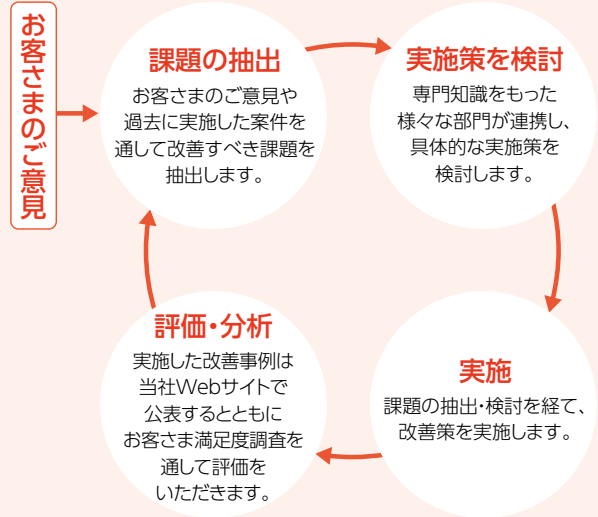 お客さまのご意見
課題の抽出
お客さまのご意見や
過去に実施した案件を
通して改善すべき課題を
抽出します。
実施策を検討
専門知識をもった
様々な部門が連携し、
具体的な実施策を
検討します。
実施
課題の抽出・検討を経て、
改善策を実施します。
評価・分析
実施した改善事例は
当社Webサイトで
公表するとともに
お客さま満足度調査を
通して評価を
いただきます。